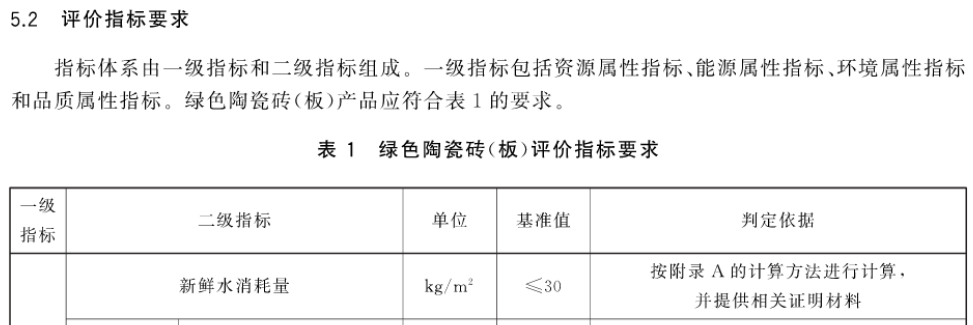 5.2 评价指标要求
指标体系由一级指标和二级指标组成。一级指标包括资源属性指标、能源属性指标、环境属性指标
和品质属性指标。绿色陶瓷砖(板)产品应符合表 1 的要求。
表 1 绿色陶瓷砖(板)评价指标要求
一级
指标
二级指标
单位
基准值
判定依据
新鲜水消耗量
kg/m²
≤30
按附录 A 的计算方法进行计算,
并提供相关证明材料